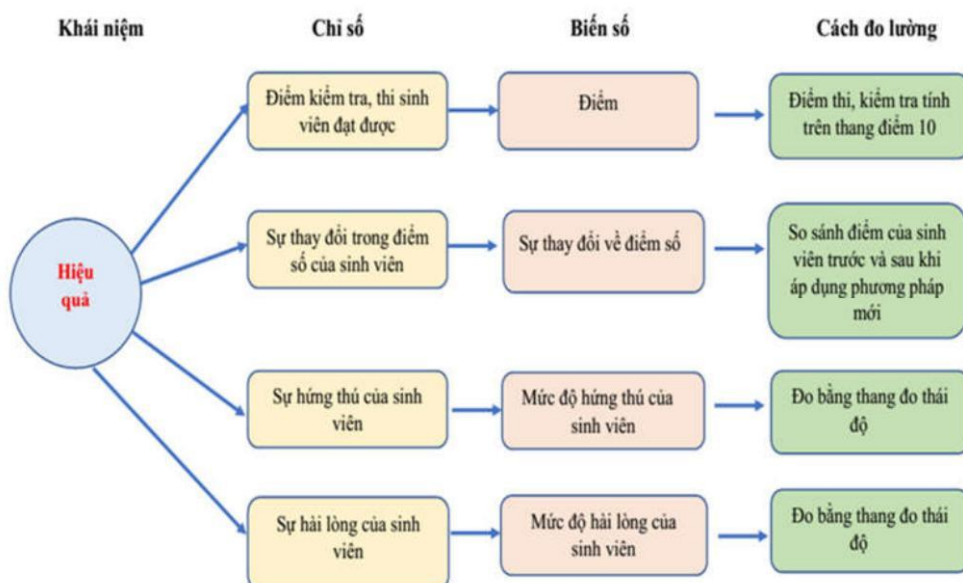 Khái niệm
Chỉ số
Biến số
Cách đo lường
Điểm kiểm tra, thi sinh
viên đạt được
Điểm
Điểm thi, kiểm tra tính
trên thang điểm 10
Hiệu
quả
Sự thay đổi trong điểm
số của sinh viên
Sự thay đổi về điểm số
So sánh điểm của sinh
viên trước và sau khi
áp dụng phương pháp
mới
Sự hứng thú của sinh
viên
Mức độ hứng thú của
sinh viên
Đo bằng thang đo thái
độ
Sự hài lòng của sinh
viên
Mức độ hài lòng của
sinh viên
Đo bằng thang đo thái
độ